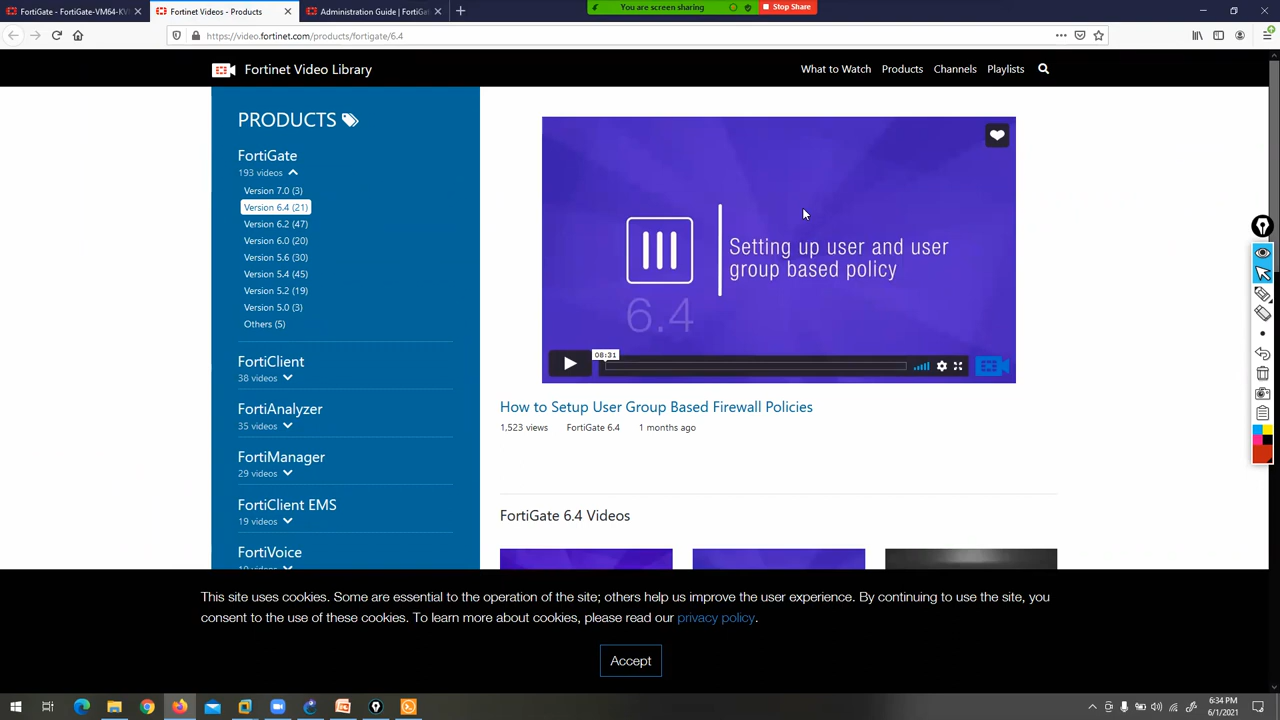 FortiGate - FortiGate-VM64-KV
Fortinet Videos - Products
Administration Guide | FortiGat
You are screen sharing
Stop Share
https://video.fortinet.com/products/fortigate/6.4
Fortinet Video Library
What to Watch
Products
Channels
Playlists
PRODUCTS
FortiGate
193 videos
Version 7.0 (3)
Version 6.4 (21)
Version 6.2 (47)
Version 6.0 (20)
Version 5.6 (30)
Version 5.4 (45)
Version 5.2 (19)
Version 5.0 (3)
Others (5)
FortiClient
38 videos
FortiAnalyzer
35 videos
FortiManager
29 videos
FortiClient EMS
19 videos
FortiVoice
Setting up user and user
group based policy
6.4
08:31
How to Setup User Group Based Firewall Policies
1,523 views
FortiGate 6.4
1 months ago
FortiGate 6.4 Videos
This site uses cookies. Some are essential to the operation of the site; others help us improve the user experience. By continuing to use the site, you
consent to the use of these cookies. To learn more about cookies, please read our privacy policy.
Accept
6:34 PM
6/1/2021